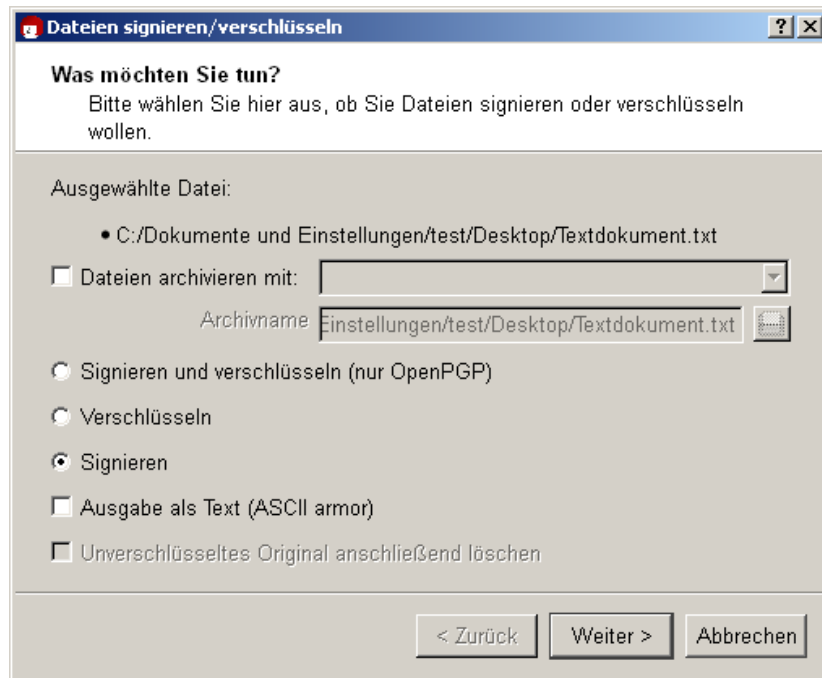 Dateien signieren/verschlüsseln
Was möchten Sie tun?
Bitte wählen Sie hier aus, ob Sie Dateien signieren oder verschlüsseln
wollen.
Ausgewählte Datei:
• C:/Dokumente und Einstellungen/test/Desktop/Textdokument.txt
Dateien archivieren mit:
Archivname Einstellungen/test/Desktop/Textdokument.txt ...
Signieren und verschlüsseln (nur OpenPGP)
Verschlüsseln
Signieren
Ausgabe als Text (ASCII armor)
Unverschlüsseltes Original anschließend löschen
< Zurück Weiter > Abbrechen